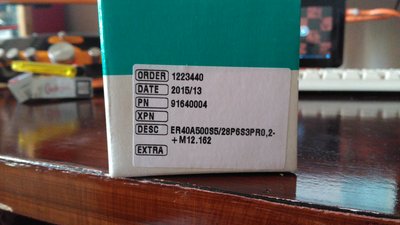 ORDER 1223440
DATE 2015/13
PN 91640004
XPN
DESC ER40A500S5/28P6S3PR0,2-
+M12.162
EXTRA